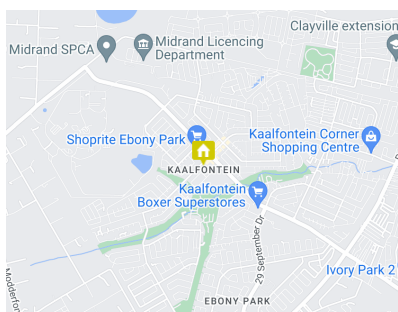 Clayville extension
Midrand SPCA
Midrand Licencing
Department
Shoprite Ebony Park
Kaalfontein Corner
Shopping Centre
KAALFONTEIN
Kaalfontein
Boxer Superstores
29 September Dr
Modderfon
Ivory Park 2
EBONY PARK